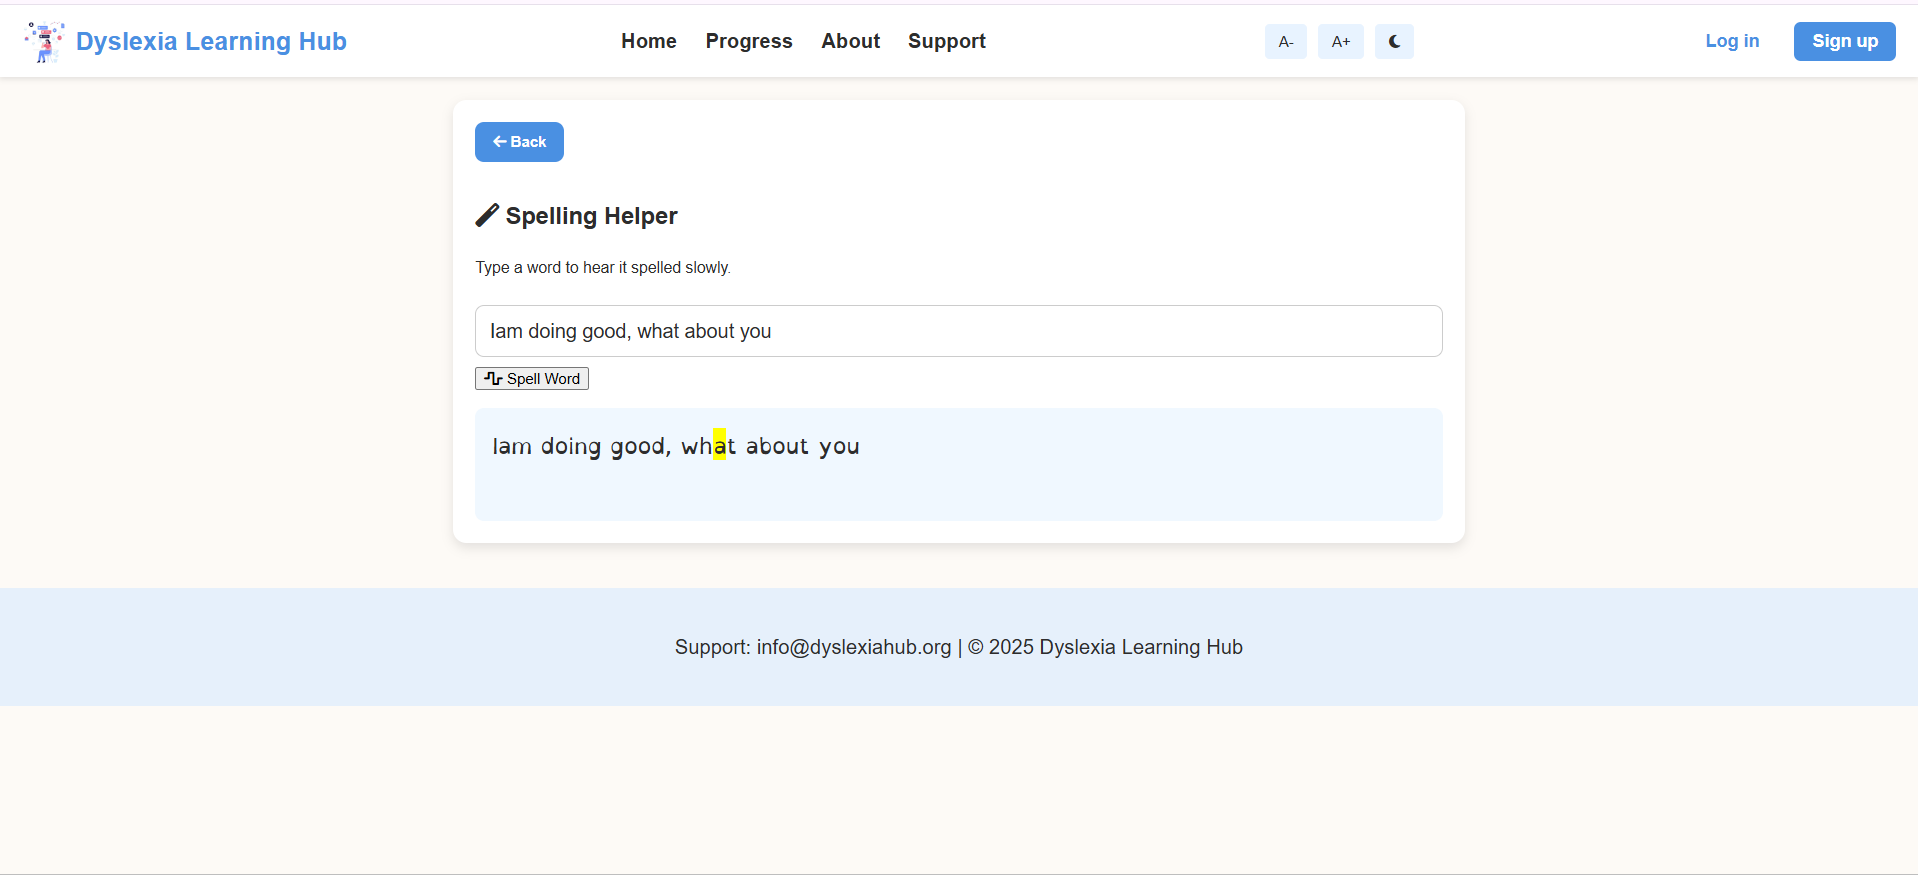 Dyslexia Learning Hub Home Progress About Support A- A+ Log in Sign up
Back
Spelling Helper
Type a word to hear it spelled slowly.
Iam doing good, what about you
Spell Word
Iam doing good, what about you
Support: info@dyslexiahub.org | © 2025 Dyslexia Learning Hub